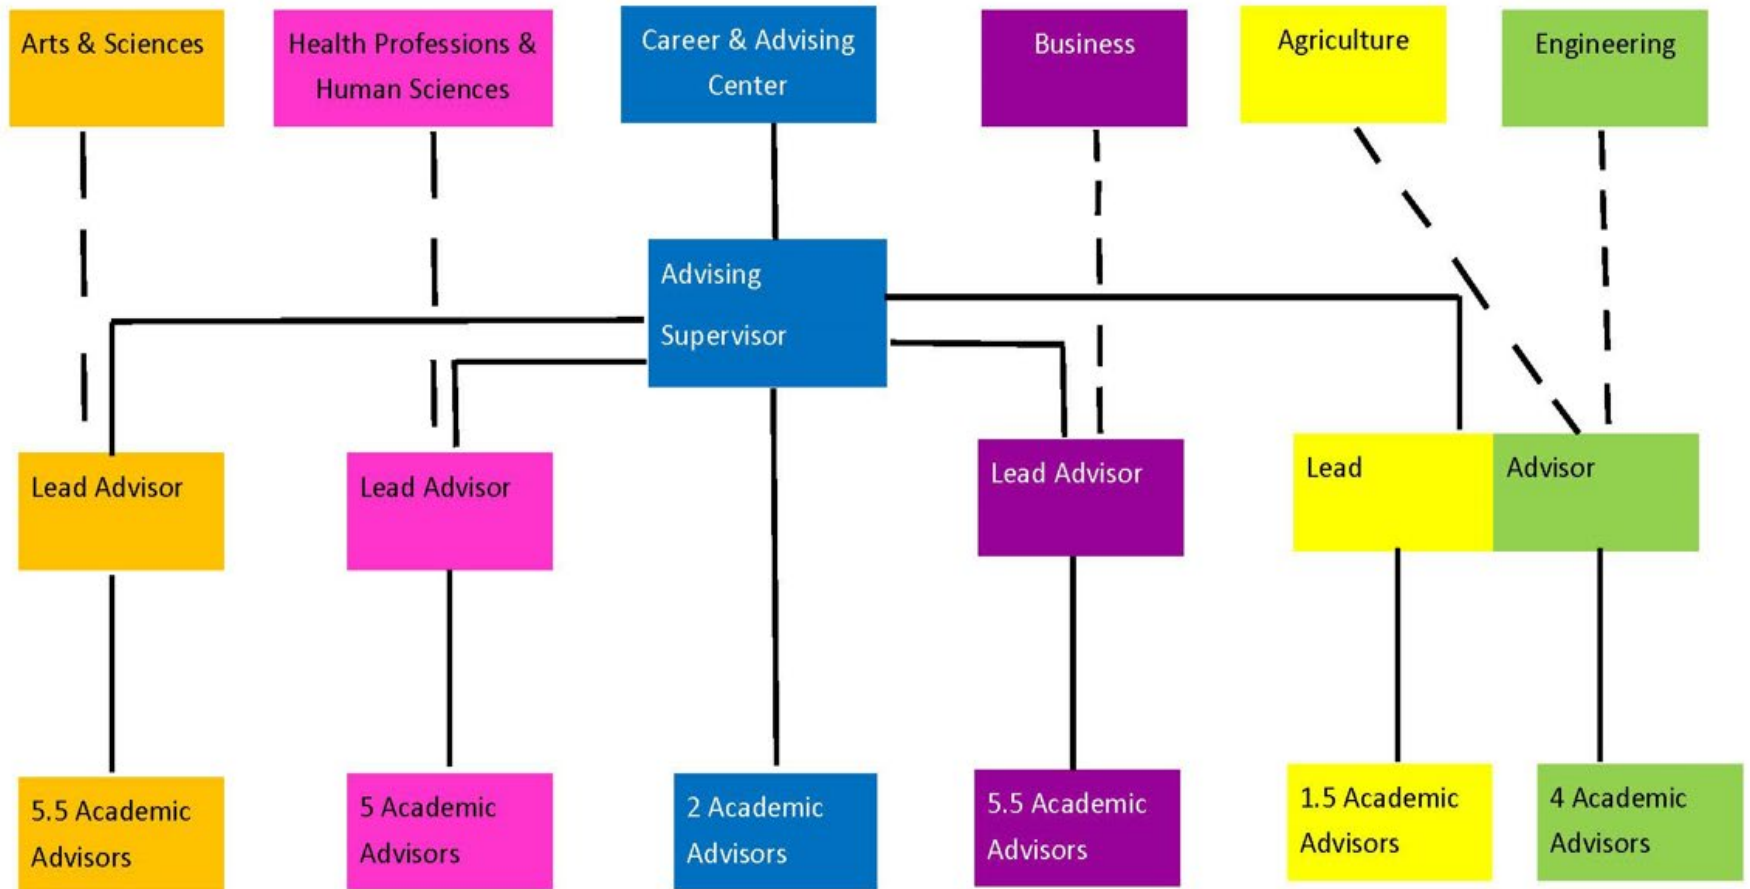 Arts & Sciences
Health Professions &
Human Sciences
Career & Advising
Center
Business
Agriculture
Engineering
Advising
Supervisor
Lead Advisor
Lead Advisor
Lead Advisor
Lead
Advisor
5.5 Academic
Advisors
5 Academic
Advisors
2 Academic
Advisors
5.5 Academic
Advisors
1.5 Academic
Advisors
4 Academic
Advisors